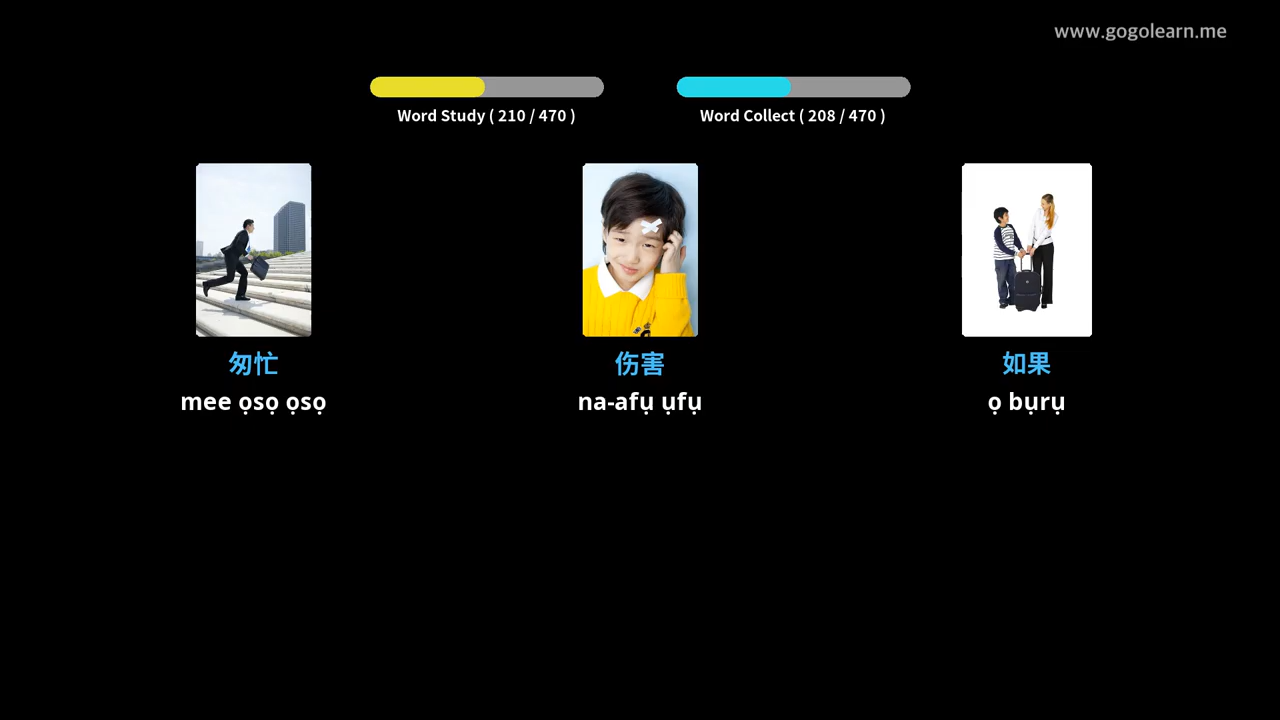 www.gogolearn.me
Word Study ( 210 / 470 )
Word Collect ( 208 / 470 )
匆忙
伤害
如果
mee ọsọ ọsọ
na-afụ ụfụ
ọ bụrụ